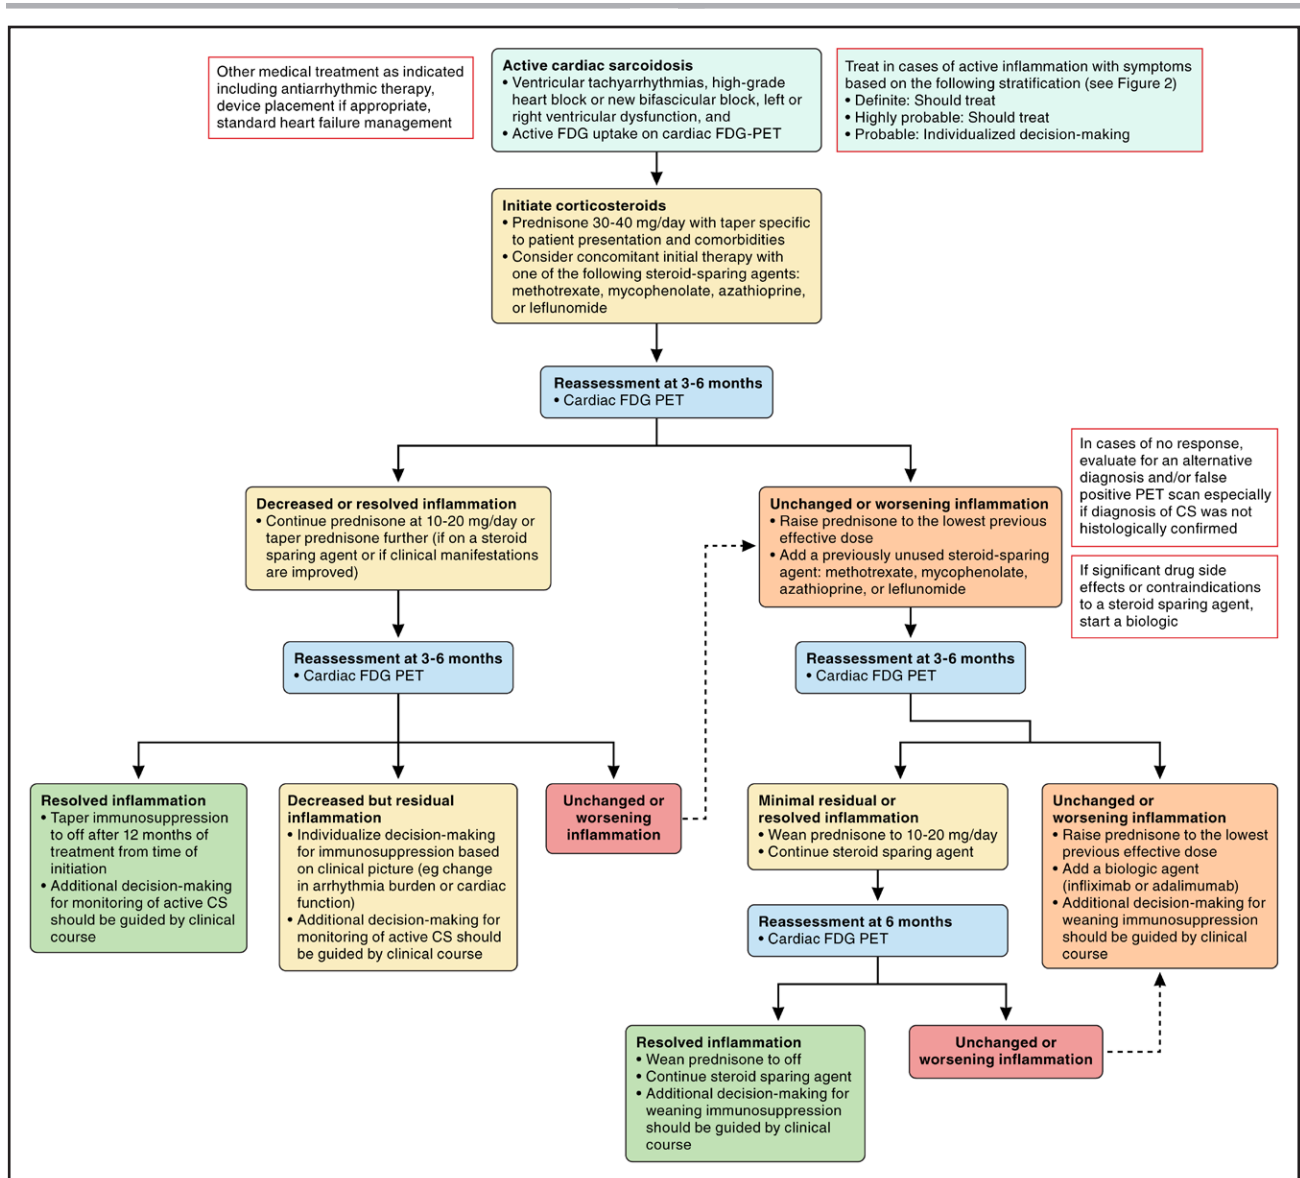 Other medical treatment as indicated
including antiarrhythmic therapy,
device placement if appropriate,
standard heart failure management
Active cardiac sarcoidosis
• Ventricular tachyarrhythmias, high-grade
heart block or new bifascicular block, left or
right ventricular dysfunction, and
• Active FDG uptake on cardiac FDG-PET
Treat in cases of active inflammation with symptoms
based on the following stratification (see Figure 2)
• Definite: Should treat
• Highly probable: Should treat
• Probable: Individualized decision-making
Initiate corticosteroids
• Prednisone 30-40 mg/day with taper specific
to patient presentation and comorbidities
• Consider concomitant initial therapy with
one of the following steroid-sparing agents:
methotrexate, mycophenolate, azathioprine,
or leflunomide
Reassessment at 3-6 months
• Cardiac FDG PET
In cases of no response,
evaluate for an alternative
diagnosis and/or false
positive PET scan especially
if diagnosis of CS was not
histologically confirmed
Decreased or resolved inflammation
• Continue prednisone at 10-20 mg/day or
taper prednisone further (if on a steroid
sparing agent or if clinical manifestations
are improved)
Unchanged or worsening inflammation
• Raise prednisone to the lowest previous
effective dose
• Add a previously unused steroid-sparing
agent: methotrexate, mycophenolate,
azathioprine, or leflunomide
If significant drug side
effects or contraindications
to a steroid sparing agent,
start a biologic
Reassessment at 3-6 months
• Cardiac FDG PET
Reassessment at 3-6 months
• Cardiac FDG PET
Resolved inflammation
• Taper immunosuppression
to off after 12 months of
treatment from time of
initiation
• Additional decision-making
for monitoring of active CS
should be guided by clinical
course
Decreased but residual
inflammation
• Individualize decision-making
for immunosuppression based
on clinical picture (eg change
in arrhythmia burden or cardiac
function)
• Additional decision-making for
monitoring of active CS should
be guided by clinical course
Unchanged or
worsening
inflammation
Minimal residual or
resolved inflammation
• Wean prednisone to 10-20 mg/day
• Continue steroid sparing agent
Unchanged or
worsening inflammation
• Raise prednisone to the lowest
previous effective dose
• Add a biologic agent
(infliximab or adalimumab)
• Additional decision-making for
weaning immunosuppression
should be guided by clinical
course
Reassessment at 6 months
• Cardiac FDG PET
Resolved inflammation
• Wean prednisone to off
• Continue steroid sparing agent
• Additional decision-making for
weaning immunosuppression
should be guided by clinical
course
Unchanged or
worsening inflammation